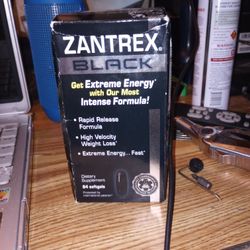 ZANTREX®
BLACK
Get Extreme Energy*
with Our Most
Intense Formula!
• Rapid Release
Formula
• High Velocity
Weight Loss*
• Extreme Energy... Fast*
Dietary
Supplement
84 softgels